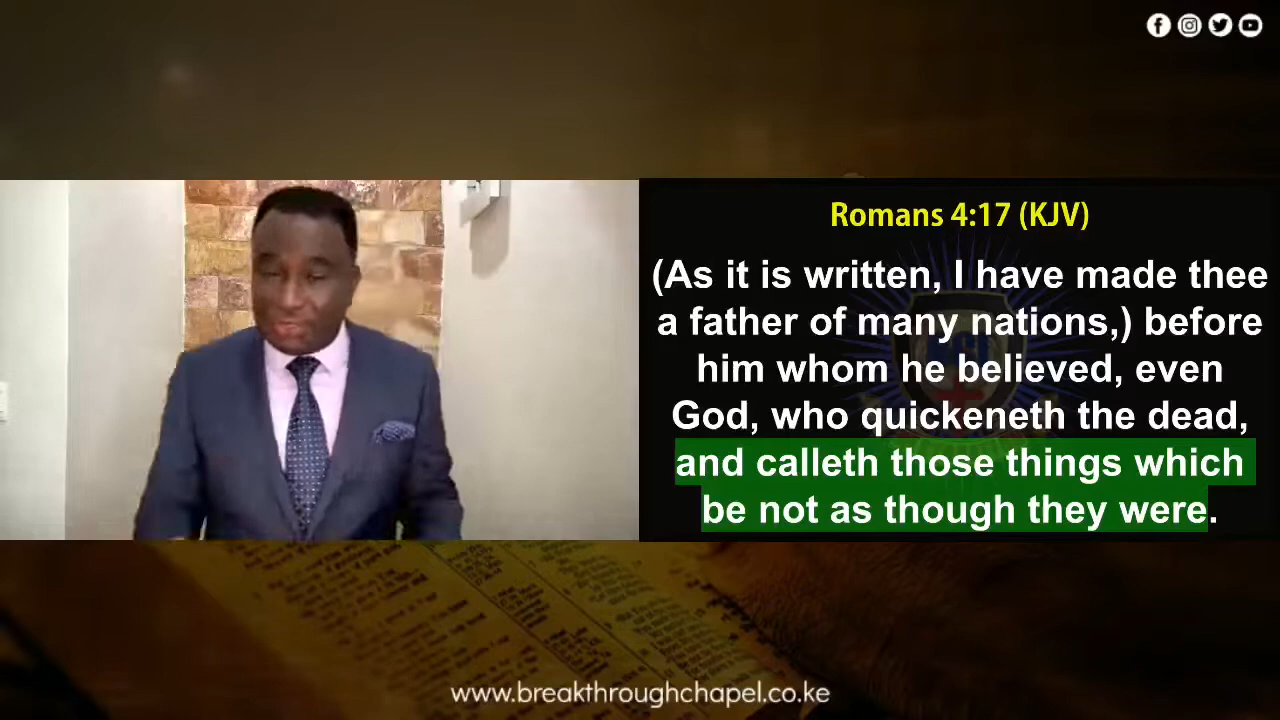 Romans 4:17 (KJV)
(As it is written, I have made thee
a father of many nations,) before
him whom he believed, even
God, who quickeneth the dead,
and calleth those things which
be not as though they were.
www.breakthroughchapel.co.ke